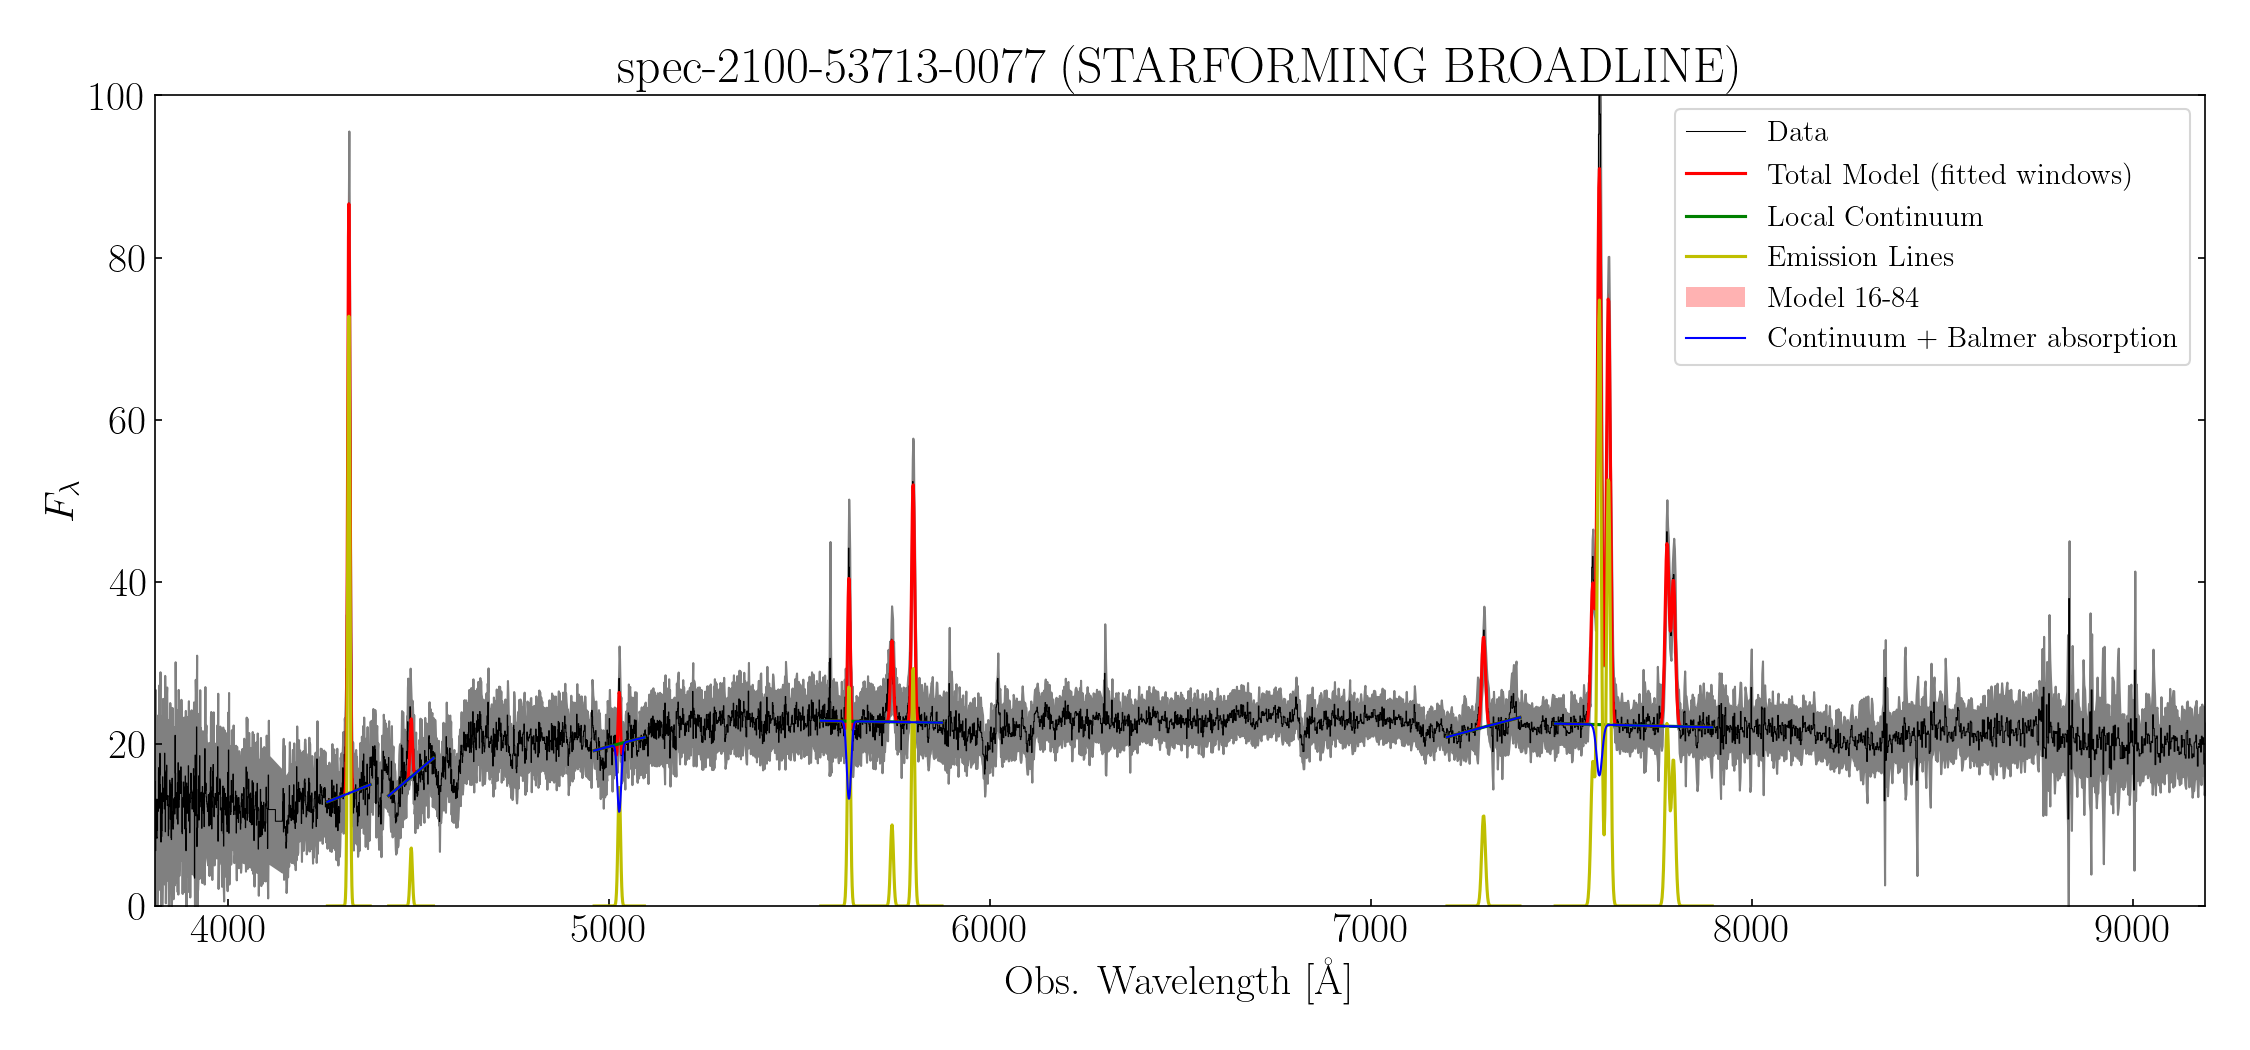 spec-2100-53713-0077 (STARFORMING BROADLINE)
100
80
60
40
20
0
F_λ
Data
Total Model (fitted windows)
Local Continuum
Emission Lines
Model 16-84
Continuum + Balmer absorption
4000 5000 6000 7000 8000 9000
Obs. Wavelength [Å]